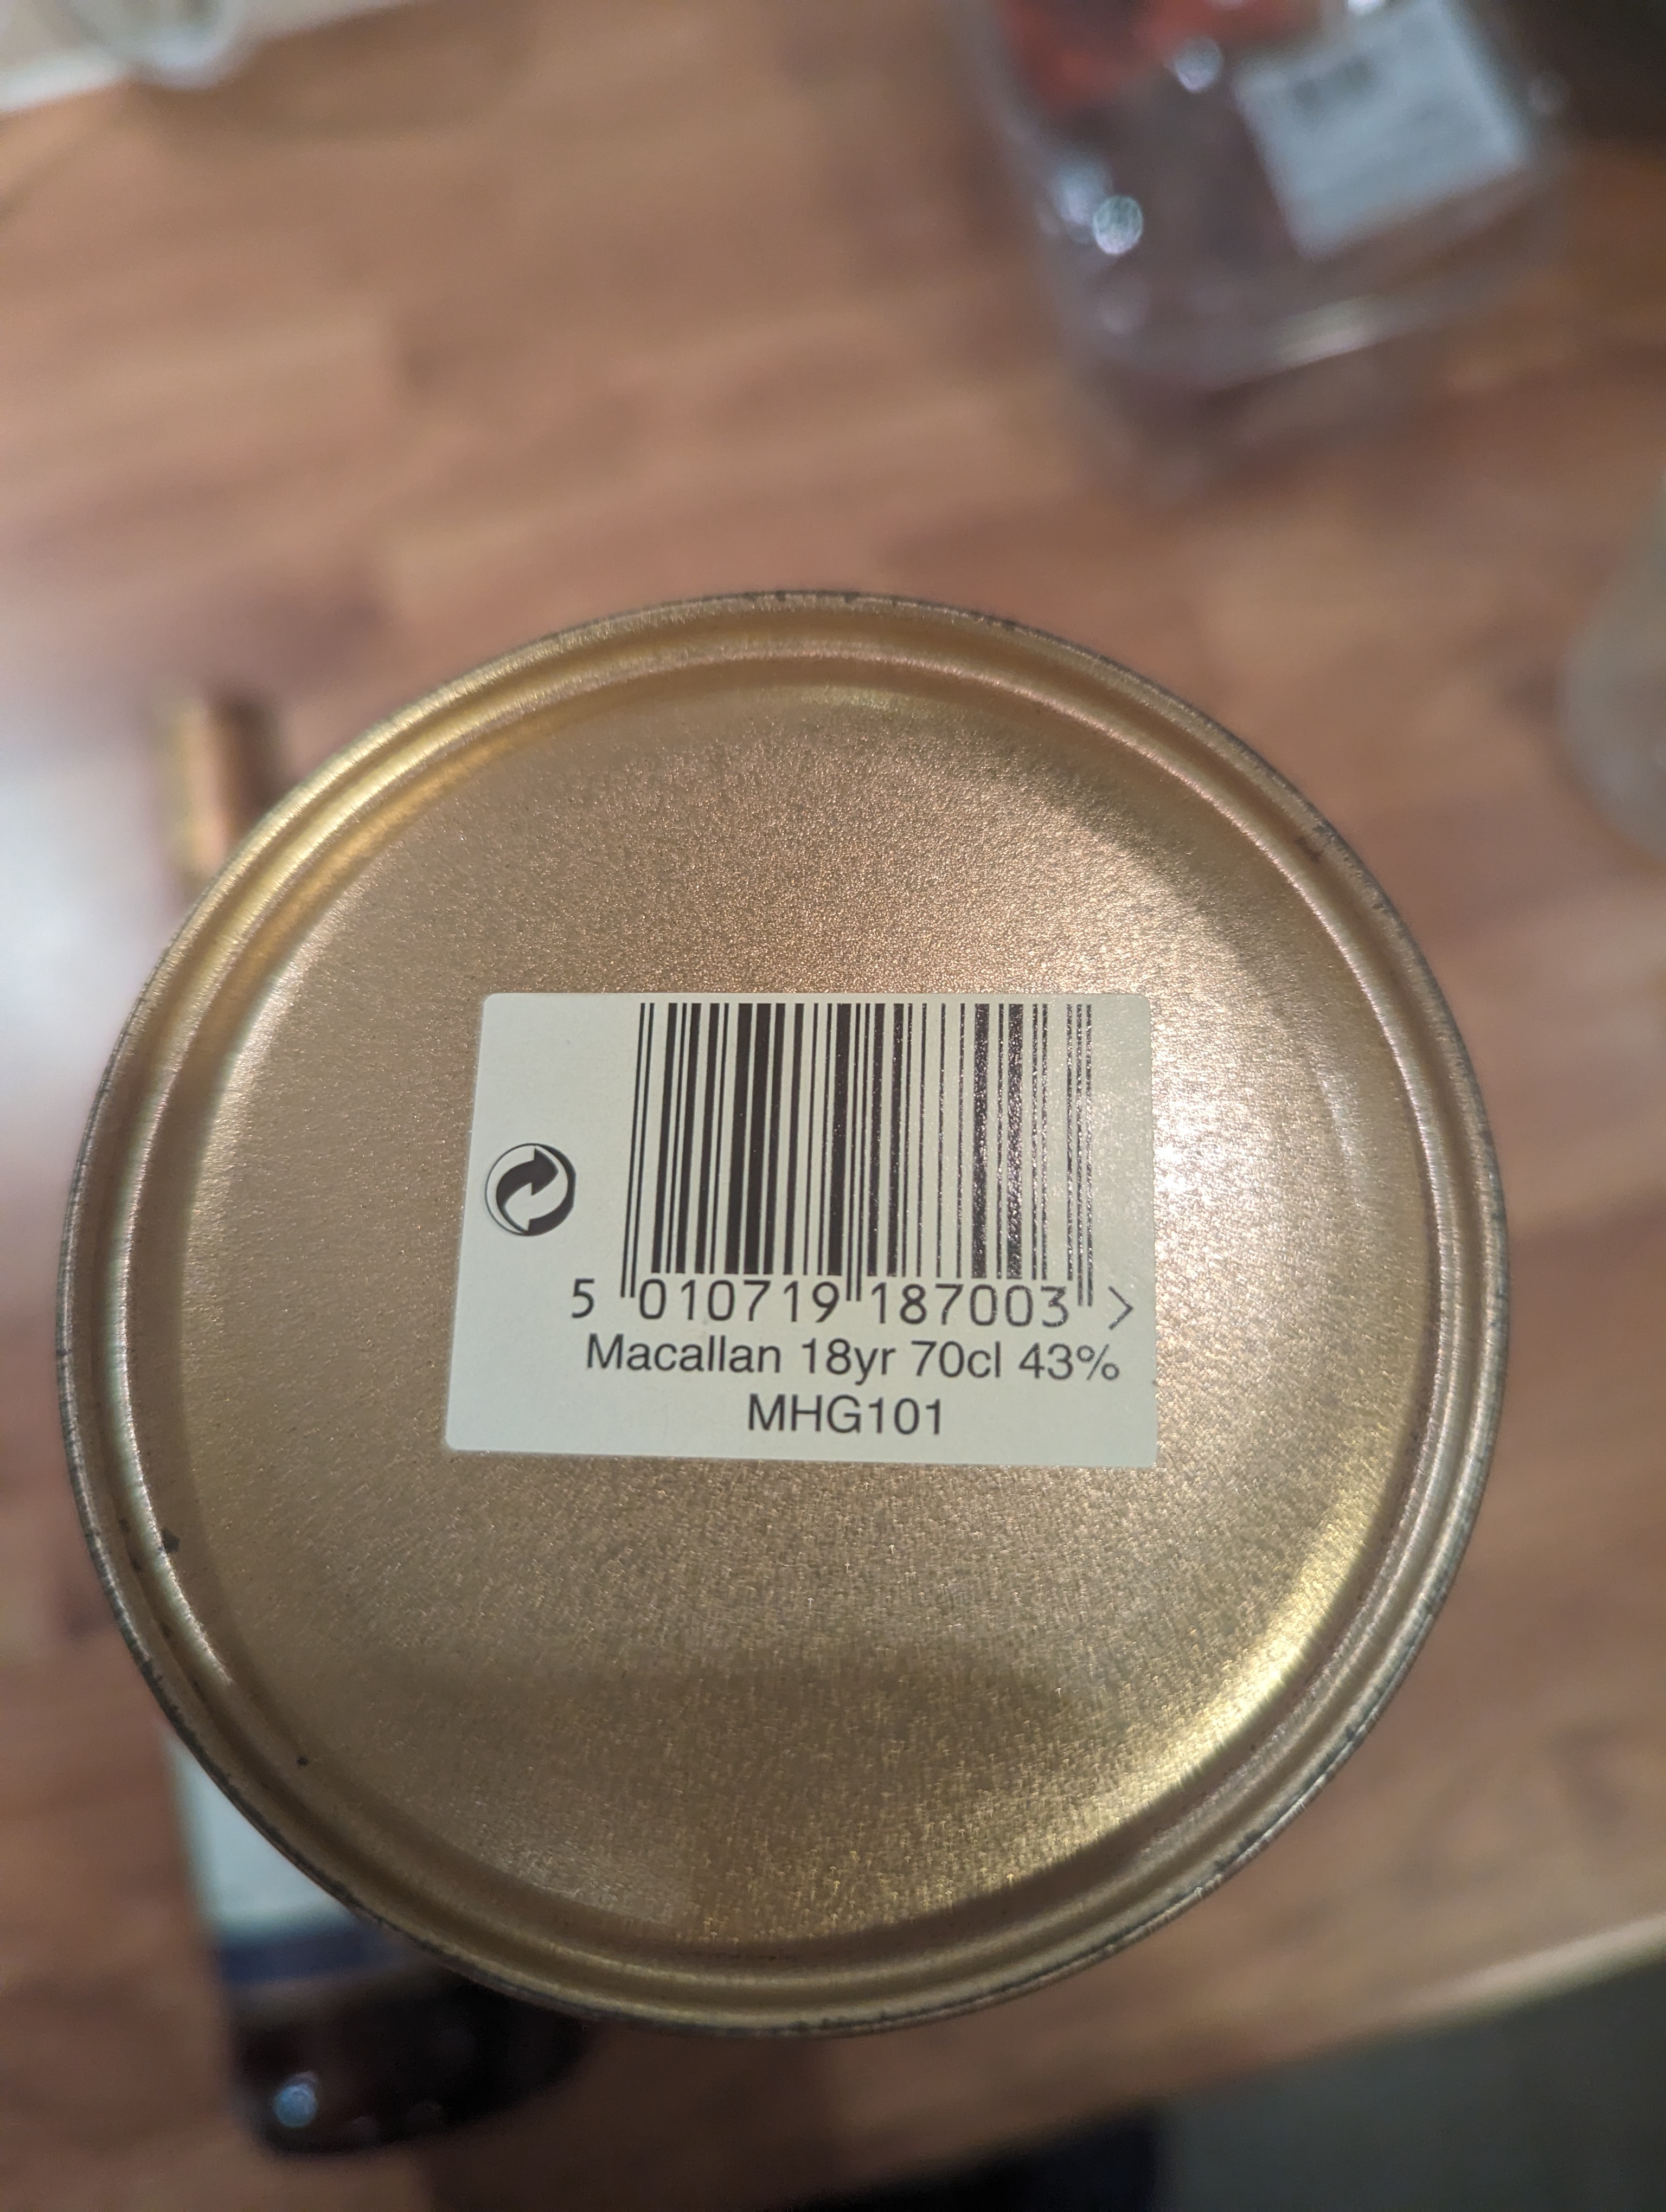 5 010719 187003 >
Macallan 18yr 70cl 43%
MHG101